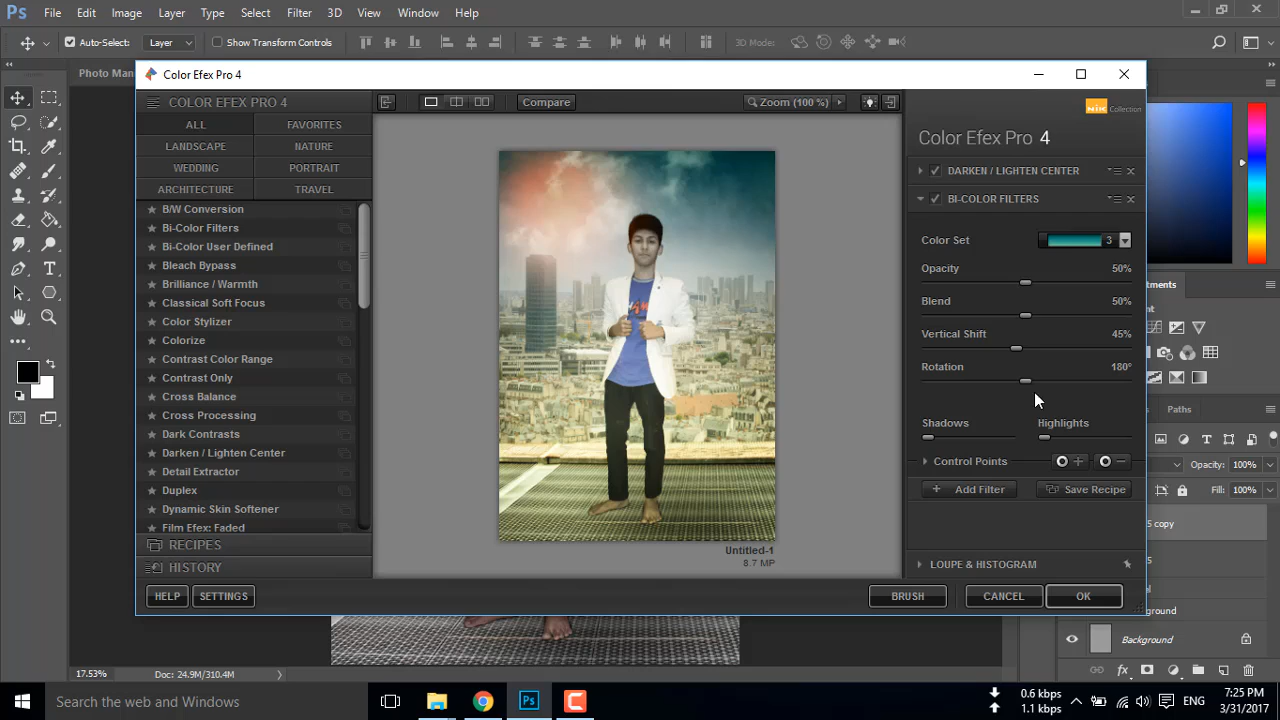 Ps File Edit Image Layer Type Select Filter 3D View Window Help
Auto-Select: Layer Show Transform Controls 3D Mode:
Photo Man
Color Efex Pro 4
COLOR EFEX PRO 4
ALL FAVORITES
LANDSCAPE NATURE
WEDDING PORTRAIT
ARCHITECTURE TRAVEL
B/W Conversion
Bi-Color Filters
Bi-Color User Defined
Bleach Bypass
Brilliance / Warmth
Classical Soft Focus
Color Stylizer
Colorize
Contrast Color Range
Contrast Only
Cross Balance
Cross Processing
Dark Contrasts
Darken / Lighten Center
Detail Extractor
Duplex
Dynamic Skin Softener
Film Efex: Faded
RECIPES
HISTORY
HELP SETTINGS
Compare Zoom (100 %)
Untitled-1
8.7 MP
Nik Collection
Color Efex Pro 4
DARKEN / LIGHTEN CENTER
BI-COLOR FILTERS
Color Set 3
Opacity 50%
Blend 50%
Vertical Shift 45%
Rotation 180°
Shadows Highlights
Control Points
Add Filter Save Recipe
LOUPE & HISTOGRAM
BRUSH CANCEL OK
tments
Paths
Opacity: 100%
Fill: 100%
5 copy
5
al
ground
Background
17.53% Doc: 24.9M/310.4M
Search the web and Windows
Ps
0.6 kbps
1.1 kbps
ENG
7:25 PM
3/31/2017